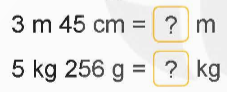 3 m 45 cm = ? m
5 kg 256 g = ? kg